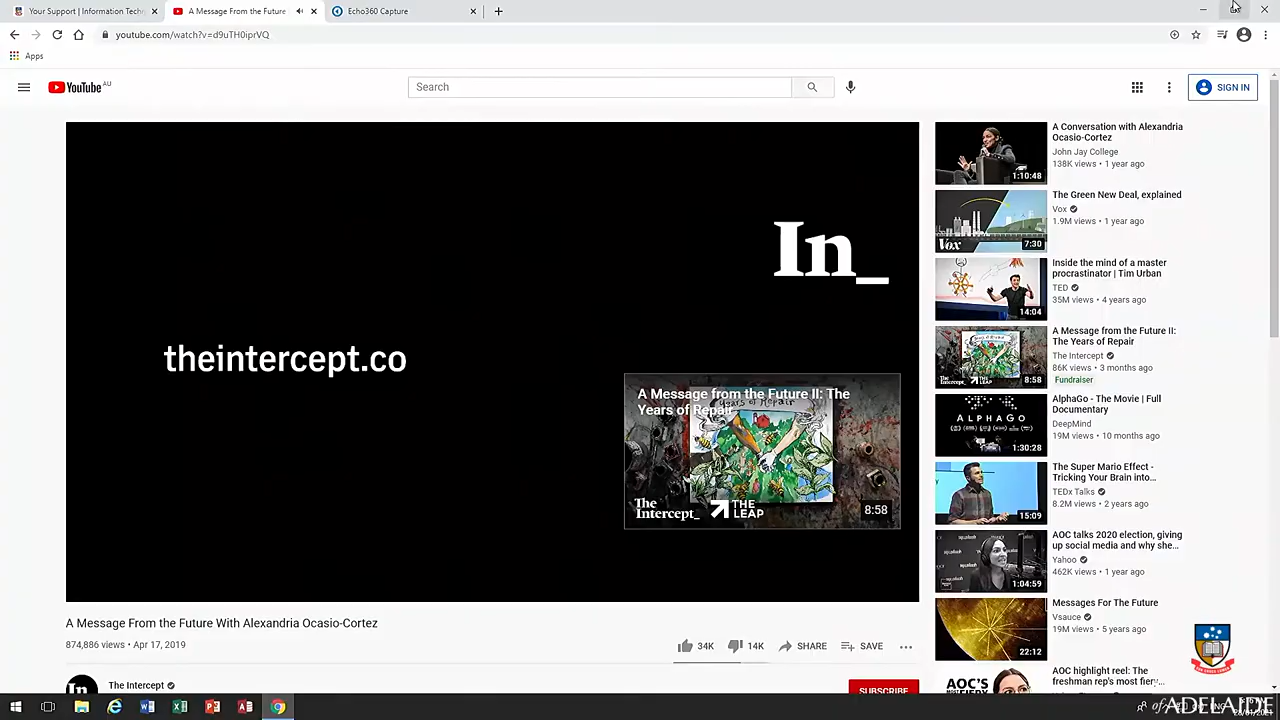 Your Support | Information Techn
A Message From the Future
Echo360 Capture
youtube.com/watch?v=d9uTH0iprVQ
Apps
YouTube AU
Search
SIGN IN
In_
theintercept.co
A Message from the Future II: The
Years of Repair
The
Intercept_
THE
LEAP
8:58
A Message From the Future With Alexandria Ocasio-Cortez
874,886 views • Apr 17, 2019
34K
14K
SHARE
SAVE
In
The Intercept
SUBSCRIBE
A Conversation with Alexandria
Ocasio-Cortez
John Jay College
138K views • 1 year ago
1:10:48
The Green New Deal, explained
Vox
1.9M views • 1 year ago
Vox
7:30
Inside the mind of a master
procrastinator | Tim Urban
TED
35M views • 4 years ago
14:04
A Message from the Future II:
The Years of Repair
The Intercept
86K views • 3 months ago
Fundraiser
8:58
AlphaGo - The Movie | Full
Documentary
DeepMind
19M views • 10 months ago
ALPHAGO
1:30:28
The Super Mario Effect -
Tricking Your Brain into...
TEDx Talks
8.2M views • 2 years ago
15:09
AOC talks 2020 election, giving
up social media and why she...
Yahoo
462K views • 1 year ago
1:04:59
Messages For The Future
Vsauce
19M views • 5 years ago
22:12
AOC highlight reel: The
freshman rep's most fiery...
AOC'S
ADELAIDE